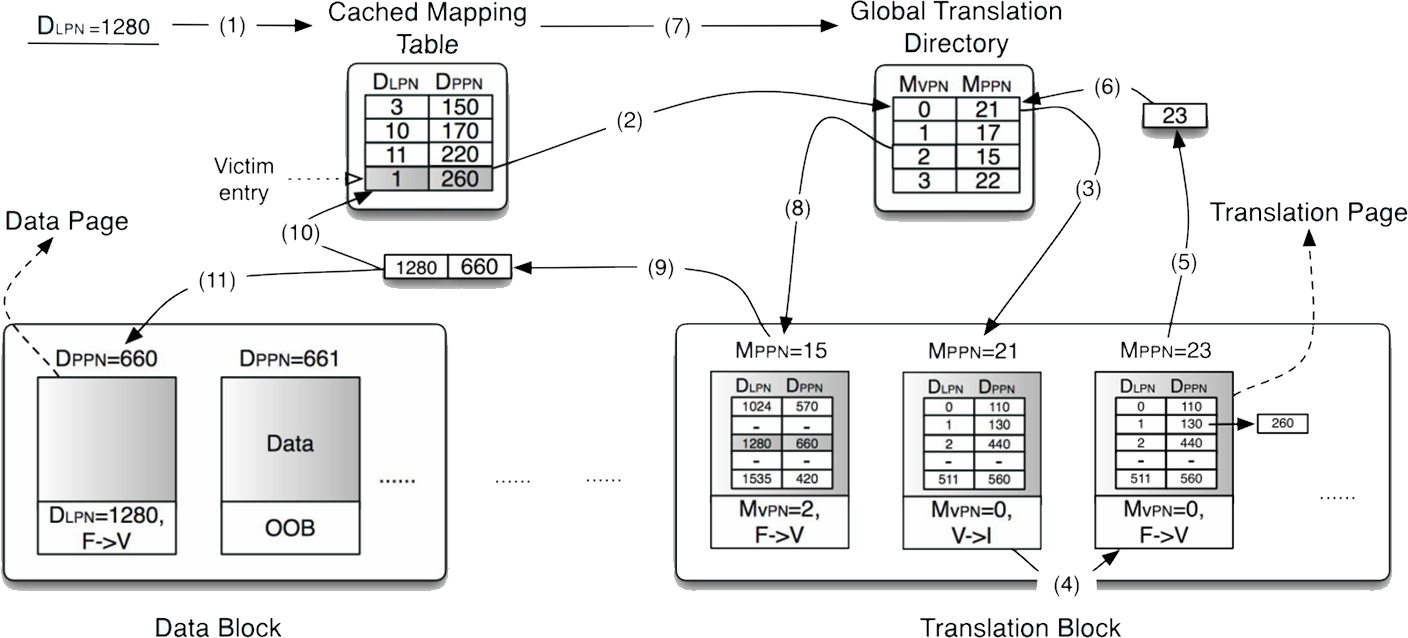 DLPN =1280
(1)
Cached Mapping
Table
(7)
Global Translation
Directory
DLPN DPPN
3 150
10 170
11 220
1 260
Victim
entry
(2)
MVPN MPPN
0 21
1 17
2 15
3 22
(6)
23
(3)
(8)
(5)
Translation Page
Data Page
(10)
1280 660
(9)
(11)
DPPN=660
DPPN=661
Data
DLPN=1280,
F->V
OOB
......
......
......
MPPN=15
DLPN DPPN
1024 570
- -
1280 660
- -
1535 420
MVPN=2,
F->V
MPPN=21
DLPN DPPN
0 110
1 130
2 440
- -
511 560
MVPN=0,
V->I
MPPN=23
DLPN DPPN
0 110
1 130
2 440
- -
511 560
MVPN=0,
F->V
260
......
(4)
Data Block
Translation Block